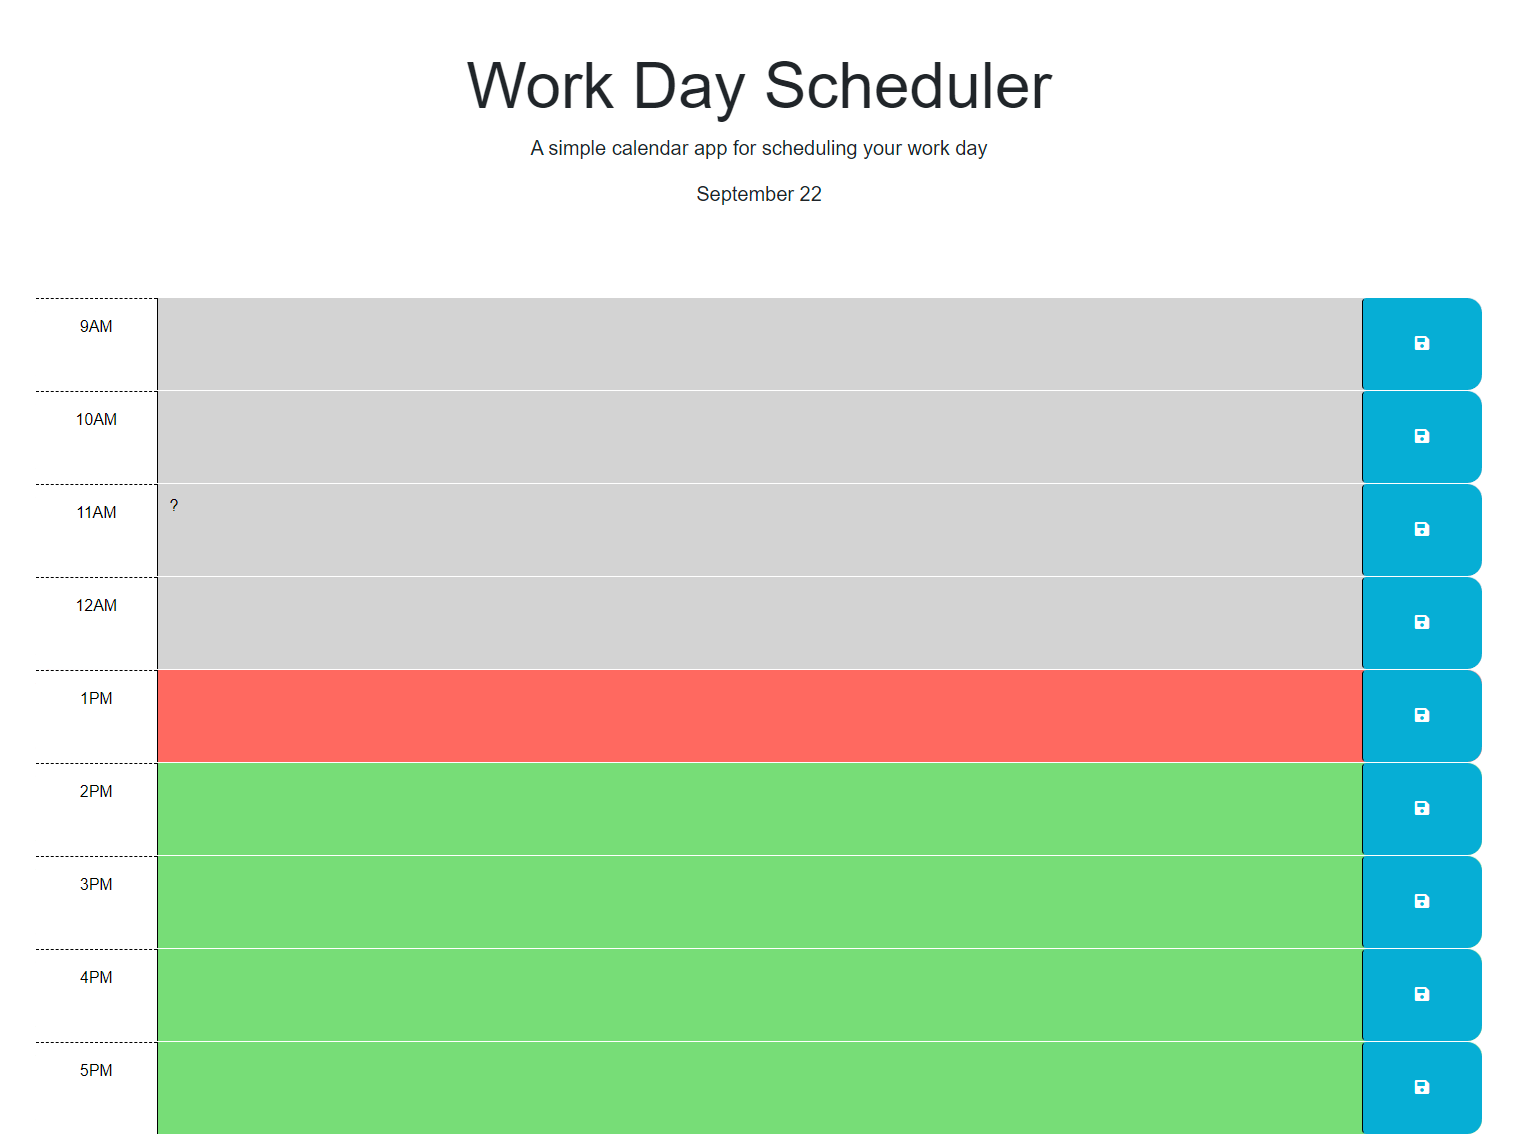 Work Day Scheduler
A simple calendar app for scheduling your work day
September 22
9AM
10AM
11AM
?
12AM
1PM
2PM
3PM
4PM
5PM